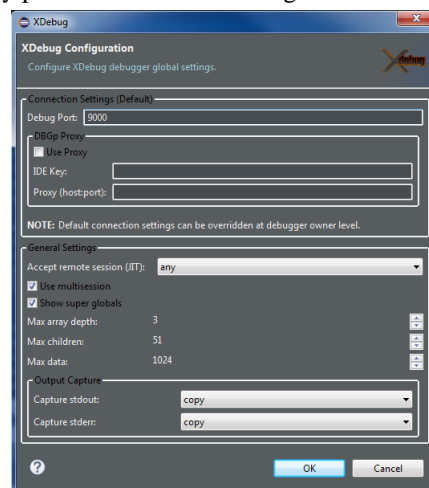 XDebug
XDebug Configuration
Configure XDebug debugger global settings.
Xdebug
Connection Settings (Default)
Debug Port: 9000
DBGp Proxy
Use Proxy
IDE Key:
Proxy (host:port):
NOTE: Default connection settings can be overridden at debugger owner level.
General Settings
Accept remote session (JIT): any
Use multisession
Show super globals
Max array depth: 3
Max children: 51
Max data: 1024
Output Capture
Capture stdout: copy
Capture stderr: copy
OK Cancel